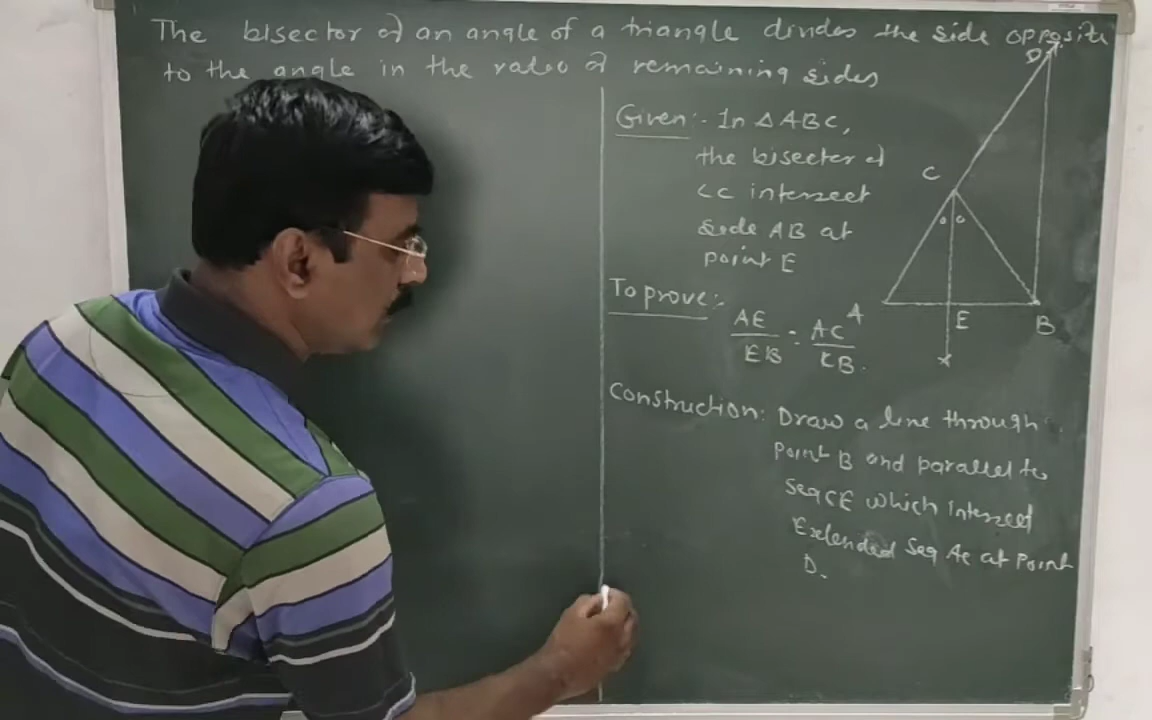 The bisector of an angle of a triangle divides the side opposite
to the angle in the ratio of remaining sides
Given :- In △ABC,
the bisector of
∠C intersect
side AB at
point E
To prove :-
AE/EB = AC/CB.
Construction: Draw a line through
point B and parallel to
seg CE which intersect
Extended Seg AC at Point
D.
D
C
A
E
B